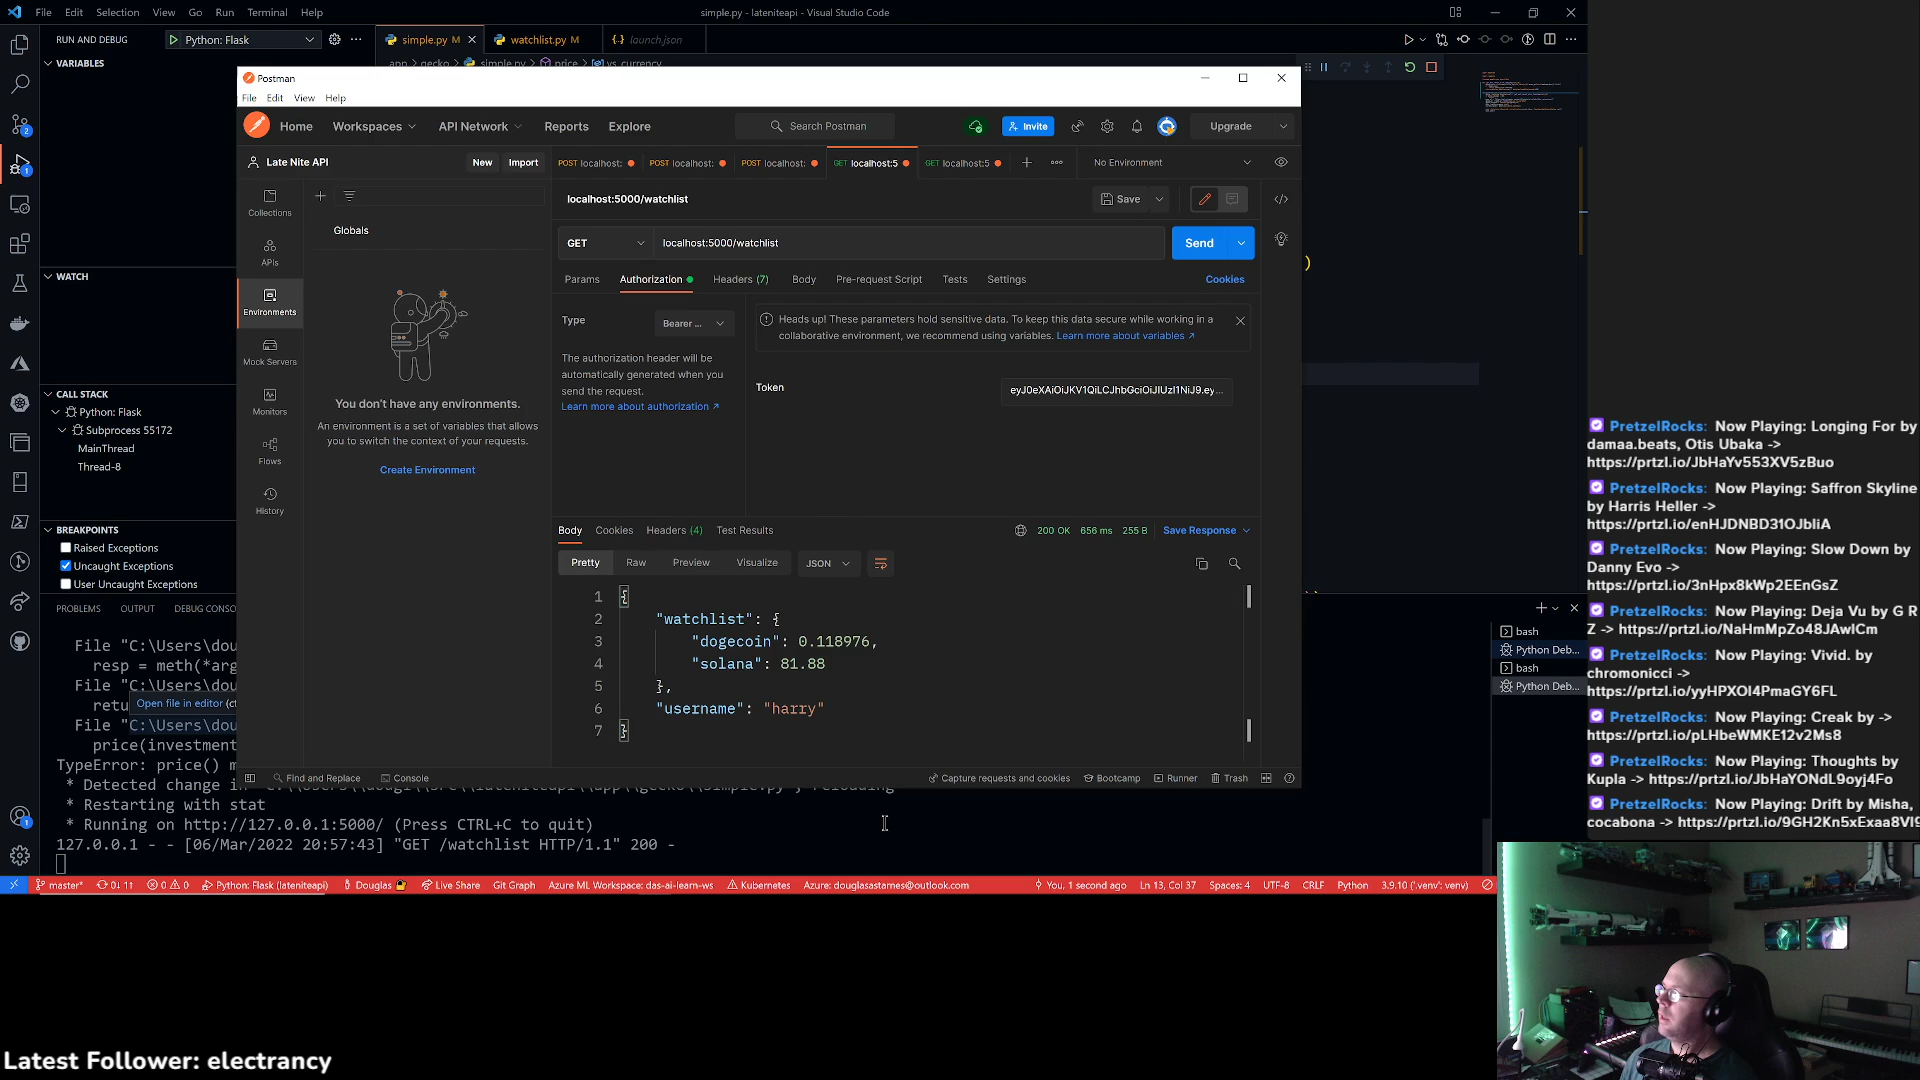 File Edit Selection View Go Run Terminal Help
simple.py - lateniteapi - Visual Studio Code
RUN AND DEBUG
Python: Flask
simple.py M
watchlist.py M
launch.json
app
gecko
simple.py
price
vs_currency
VARIABLES
WATCH
CALL STACK
Python: Flask
Subprocess 55172
MainThread
Thread-8
BREAKPOINTS
Raised Exceptions
Uncaught Exceptions
User Uncaught Exceptions
Postman
File Edit View Help
Home Workspaces API Network Reports Explore
Search Postman
Invite
Upgrade
Late Nite API
New Import
POST localhost:
POST localhost:
POST localhost:
GET localhost:5
GET localhost:5
No Environment
Collections
APIs
Environments
Mock Servers
Monitors
Flows
History
Globals
You don't have any environments.
An environment is a set of variables that allows
you to switch the context of your requests.
Create Environment
localhost:5000/watchlist
Save
GET
localhost:5000/watchlist
Send
Params Authorization Headers (7) Body Pre-request Script Tests Settings
Cookies
Type
Bearer ...
The authorization header will be
automatically generated when you
send the request.
Learn more about authorization ↗
Heads up! These parameters hold sensitive data. To keep this data secure while working in a
collaborative environment, we recommend using variables. Learn more about variables ↗
Token
Body Cookies Headers (4) Test Results
200 OK 656 ms 255 B Save Response
Pretty Raw Preview Visualize JSON
1 {
2 "watchlist": {
3 "dogecoin": 0.118976,
4 "solana": 81.88
5 },
6 "username": "harry"
7 }
Find and Replace Console
Capture requests and cookies Bootcamp Runner Trash
PROBLEMS OUTPUT DEBUG CONSO
File "C:\Users\dou
resp = meth(*arg
File "C:\Users\dou
retu
Open file in editor (ct
File "C:\Users\dou
price(investment
TypeError: price() m
* Detected change in
* Restarting with stat
* Running on http://127.0.0.1:5000/ (Press CTRL+C to quit)
127.0.0.1 - - [06/Mar/2022 20:57:43] "GET /watchlist HTTP/1.1" 200 -
bash
Python Deb...
bash
Python Deb...
master* 0↓ 1↑ 0 0 Python: Flask (lateniteapi) Douglas Live Share Git Graph Azure ML Workspace: das-ai-learn-ws Kubernetes Azure: douglasastarnes@outlook.com
You, 1 second ago Ln 13, Col 37 Spaces: 4 UTF-8 CRLF Python 3.9.10 ('.venv': venv)
PretzelRocks: Now Playing: Longing For by
damaa.beats, Otis Ubaka ->
https://prtzl.io/JbHaYv553XV5zBuo
PretzelRocks: Now Playing: Saffron Skyline
by Harris Heller ->
https://prtzl.io/enHJDNBD31OJbliA
PretzelRocks: Now Playing: Slow Down by
Danny Evo ->
https://prtzl.io/3nHpx8kWp2EEnGsZ
PretzelRocks: Now Playing: Deja Vu by G R
Z -> https://prtzl.io/NaHmMpZo48JAwlCm
PretzelRocks: Now Playing: Vivid. by
chromonicci ->
https://prtzl.io/yyHPXOl4PmaGY6FL
PretzelRocks: Now Playing: Creak by ->
https://prtzl.io/pLHbeWMKE12v2Ms8
PretzelRocks: Now Playing: Thoughts by
Kupla -> https://prtzl.io/JbHaYONdL9oyj4Fo
PretzelRocks: Now Playing: Drift by Misha,
cocabona -> https://prtzl.io/9GH2Kn5xExaa8Vl9
Latest Follower: electrancy